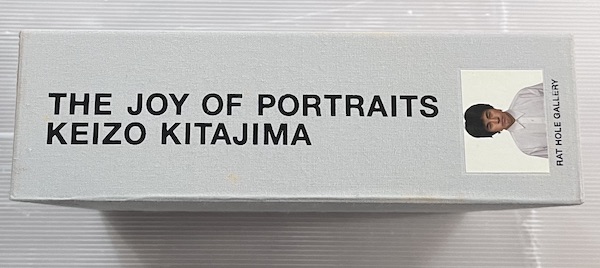 THE JOY OF PORTRAITS
KEIZO KITAJIMA
RAT HOLE GALLERY